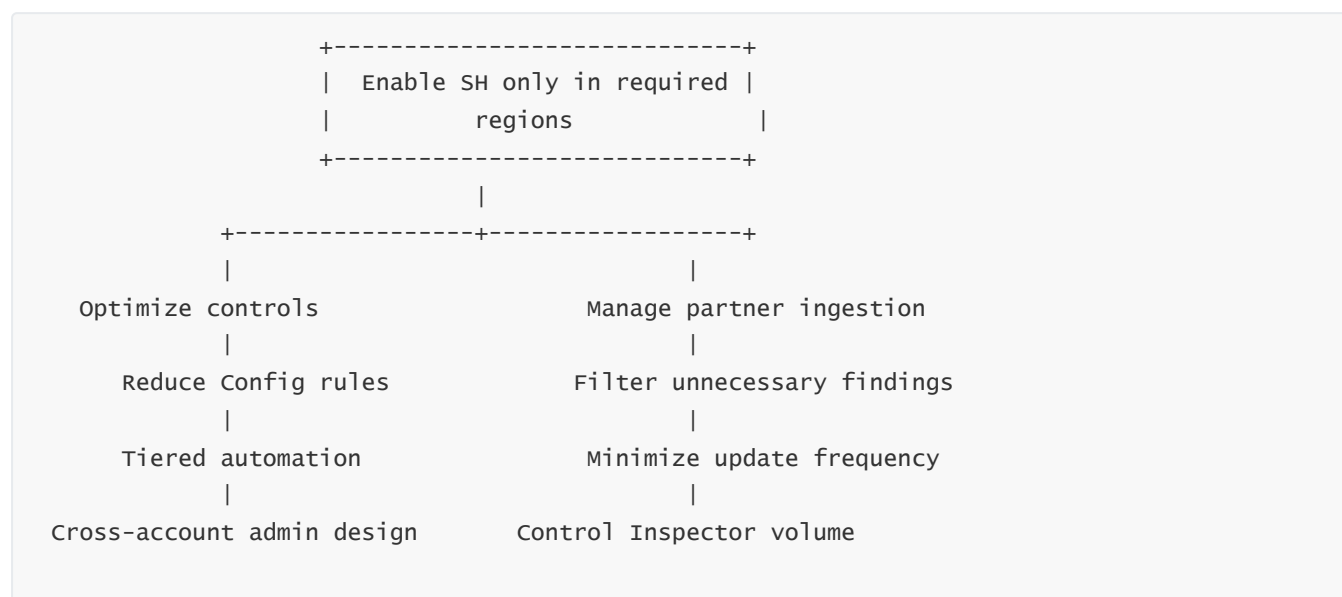 +-----------------------------+
|  Enable SH only in required |
|          regions             |
+-----------------------------+
|
+-----------------+------------------+
|                                |
Optimize controls                   Manage partner ingestion
|                                |
Reduce Config rules             Filter unnecessary findings
|                                |
Tiered automation                Minimize update frequency
|                                |
Cross-account admin design       Control Inspector volume